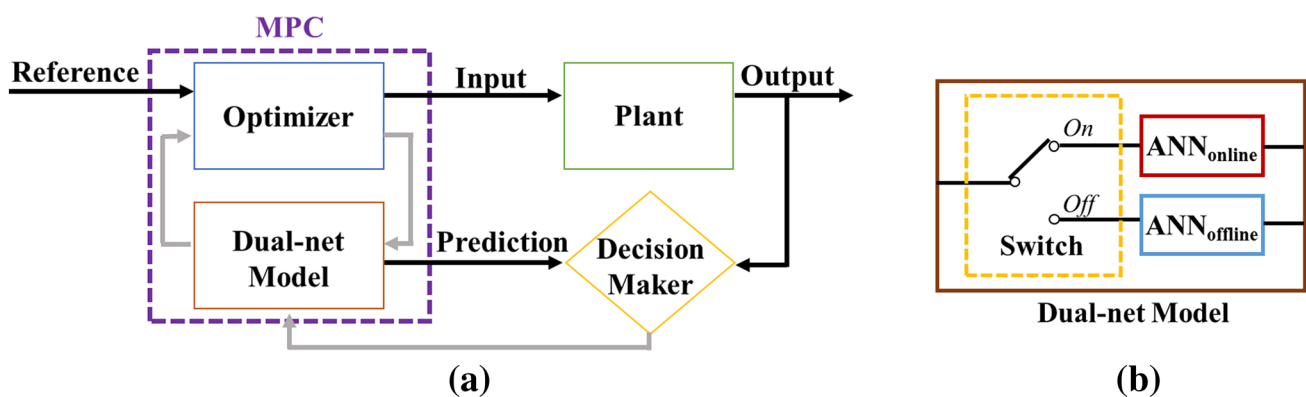 MPC
Reference
Optimizer
Input
Plant
Output
Dual-net
Model
Prediction
Decision
Maker
(a)
On
ANNonline
Off
ANNoffline
Switch
Dual-net Model
(b)